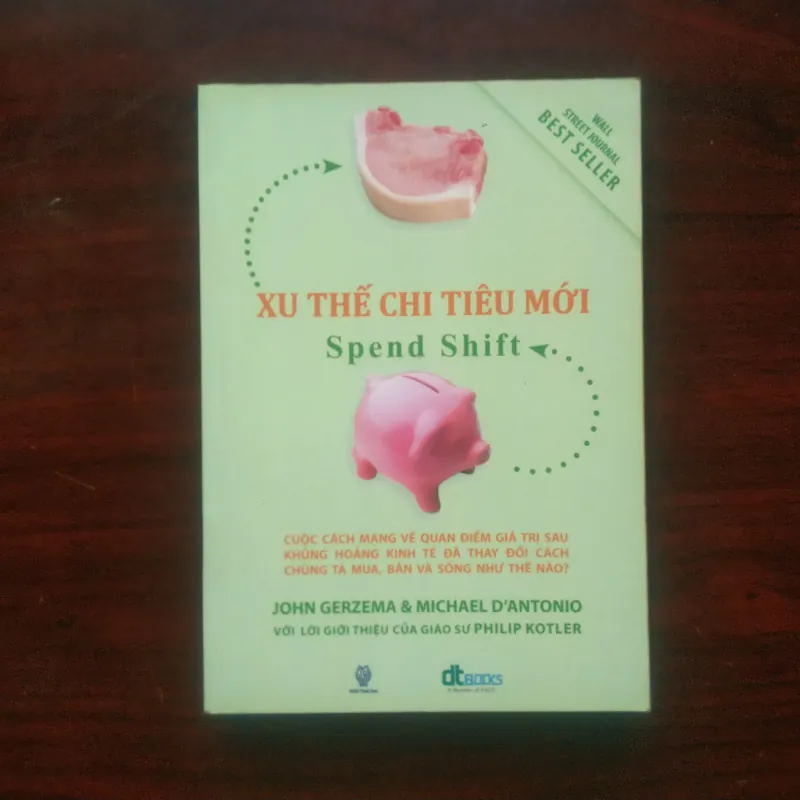 WALL
STREET JOURNAL
BEST SELLER
XU THẾ CHI TIÊU MỚI
Spend Shift
CUỘC CÁCH MẠNG VỀ QUAN ĐIỂM GIÁ TRỊ SAU
KHỦNG HOẢNG KINH TẾ ĐÃ THAY ĐỔI CÁCH
CHÚNG TA MUA, BÁN VÀ SỐNG NHƯ THẾ NÀO?
JOHN GERZEMA & MICHAEL D'ANTONIO
VỚI LỜI GIỚI THIỆU CỦA GIÁO SƯ PHILIP KOTLER
dtBOOKS